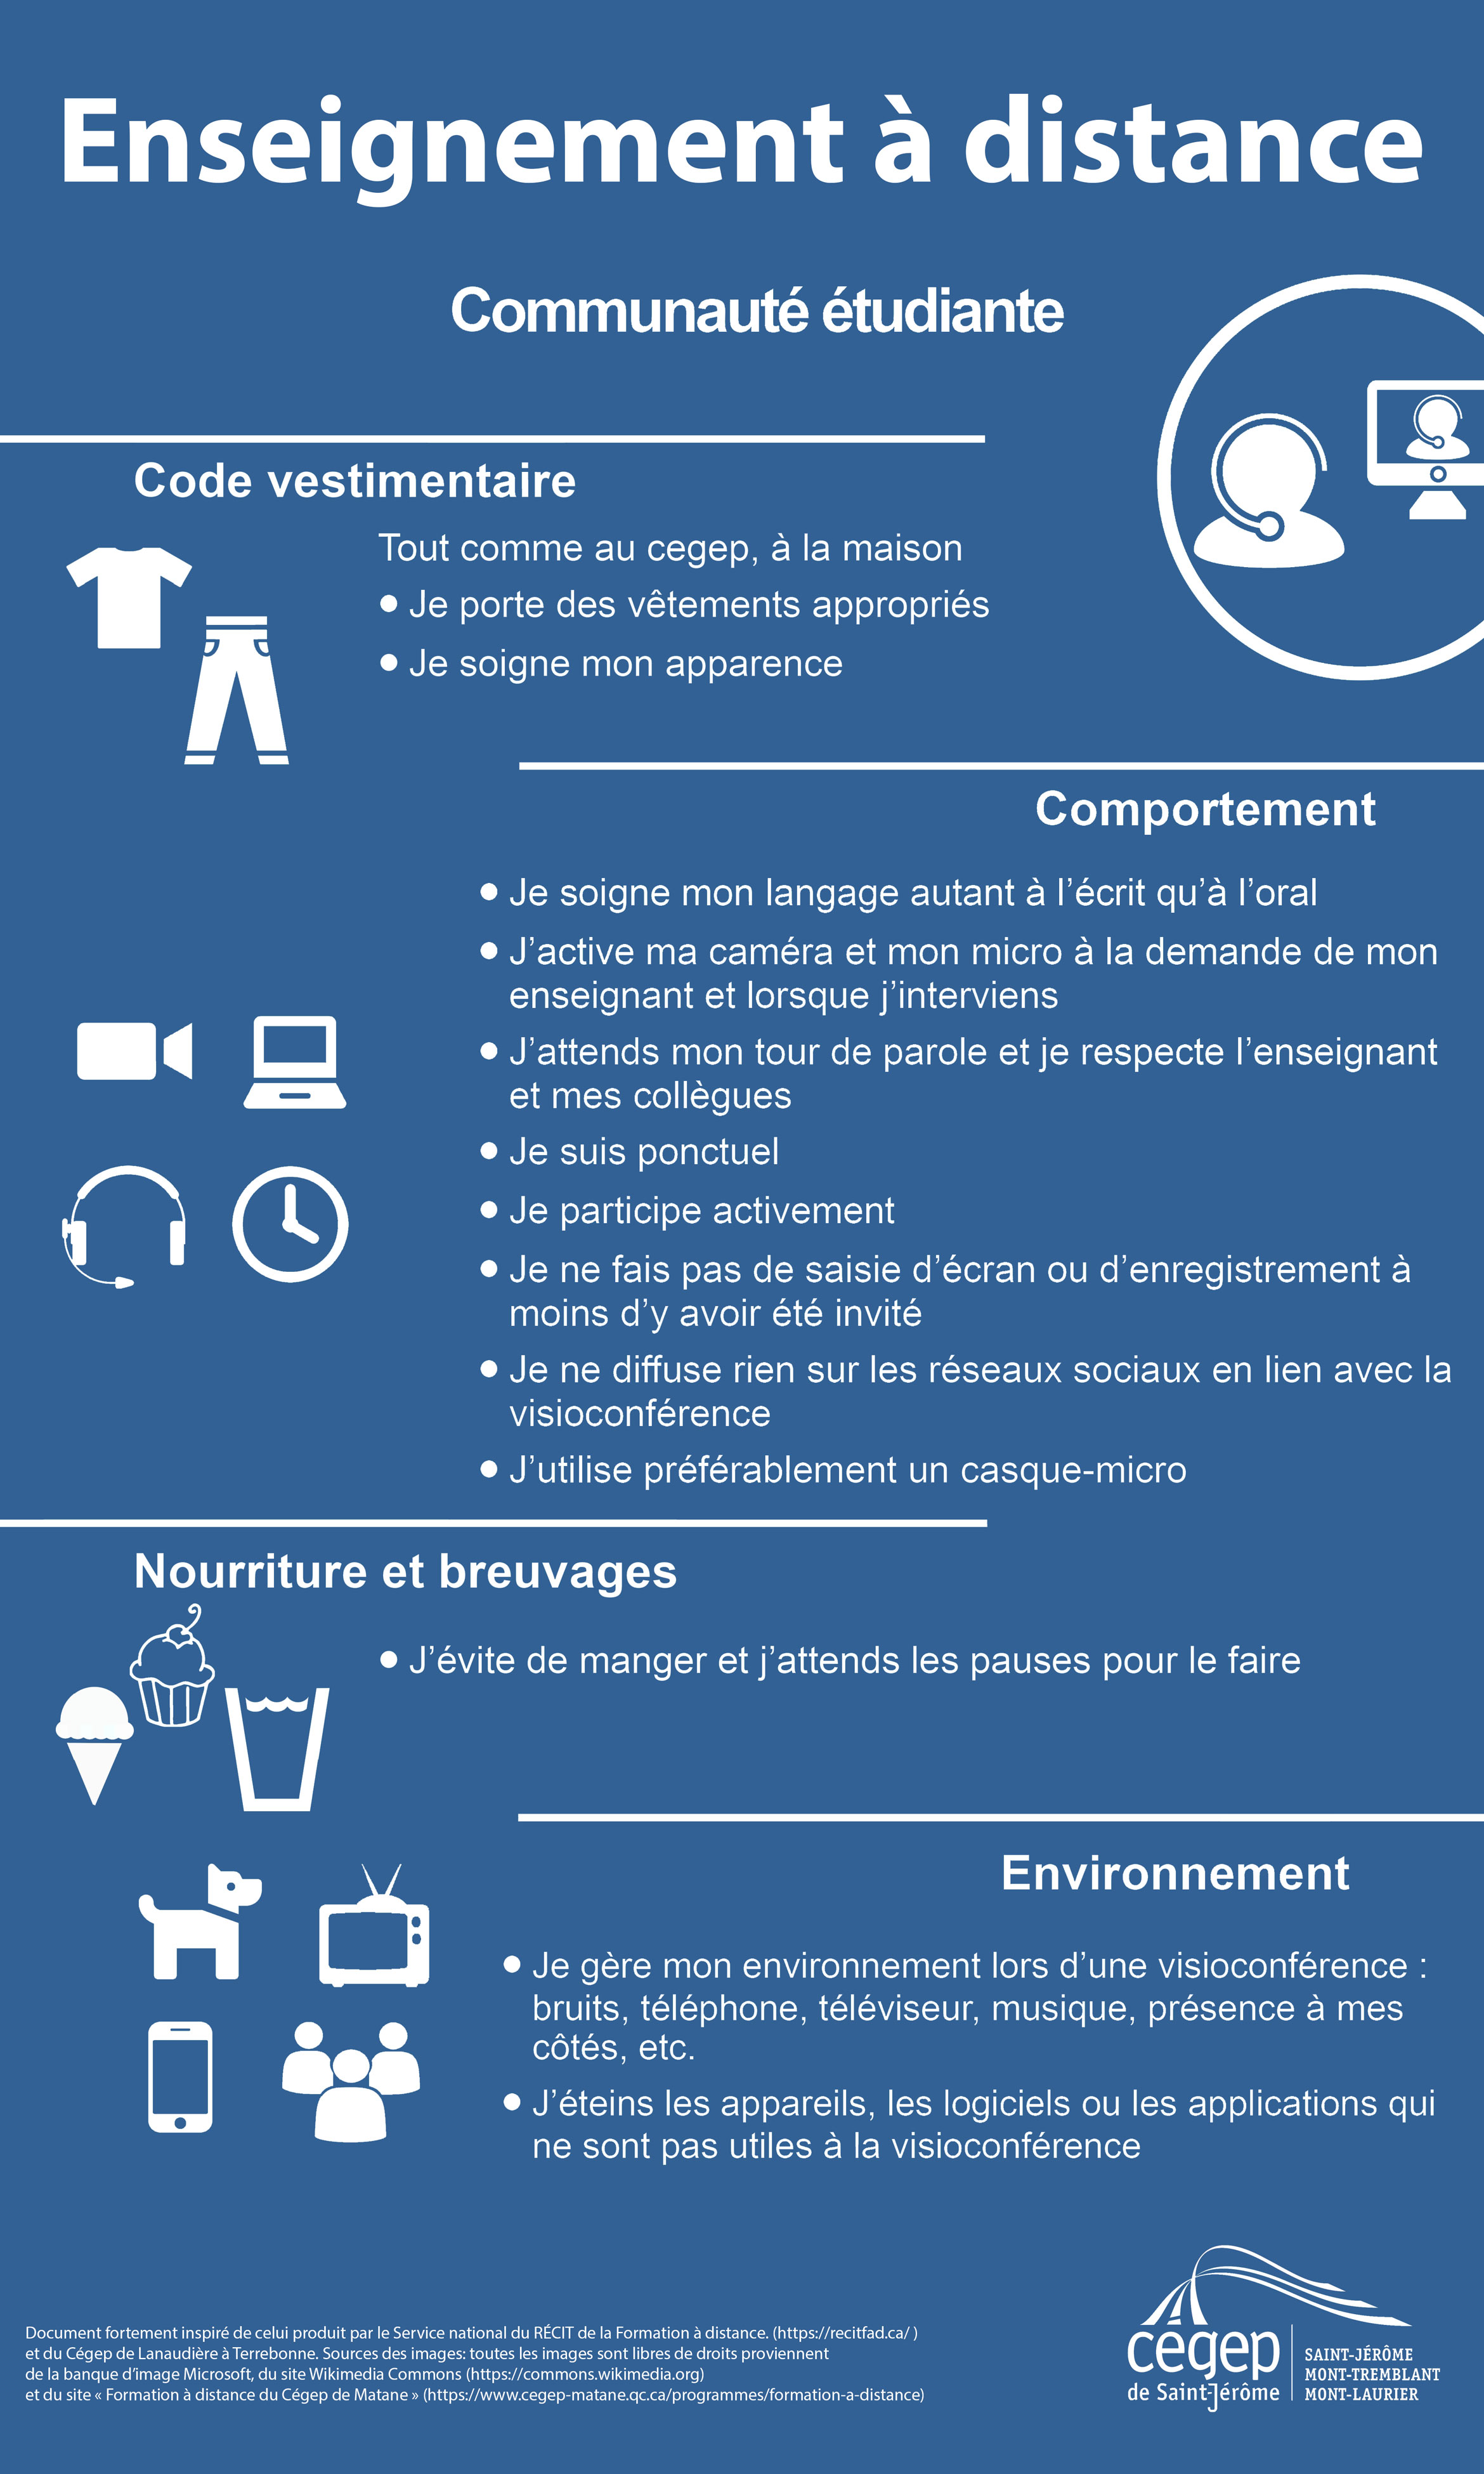 Enseignement à distance
Communauté étudiante
Code vestimentaire
Tout comme au cegep, à la maison
• Je porte des vêtements appropriés
• Je soigne mon apparence
Comportement
• Je soigne mon langage autant à l’écrit qu’à l’oral
• J’active ma caméra et mon micro à la demande de mon
enseignant et lorsque j’interviens
• J’attends mon tour de parole et je respecte l’enseignant
et mes collègues
• Je suis ponctuel
• Je participe activement
• Je ne fais pas de saisie d’écran ou d’enregistrement à
moins d’y avoir été invité
• Je ne diffuse rien sur les réseaux sociaux en lien avec la
visioconférence
• J’utilise préférablement un casque-micro
Nourriture et breuvages
• J’évite de manger et j’attends les pauses pour le faire
Environnement
• Je gère mon environnement lors d’une visioconférence :
bruits, téléphone, téléviseur, musique, présence à mes
côtés, etc.
• J’éteins les appareils, les logiciels ou les applications qui
ne sont pas utiles à la visioconférence
Document fortement inspiré de celui produit par le Service national du RÉCIT de la Formation à distance. (https://recitfad.ca/ )
et du Cégep de Lanaudière à Terrebonne. Sources des images: toutes les images sont libres de droits proviennent
de la banque d’image Microsoft, du site Wikimedia Commons (https://commons.wikimedia.org)
et du site « Formation à distance du Cégep de Matane » (https://www.cegep-matane.qc.ca/programmes/formation-a-distance)
cégep
de Saint-Jérôme
SAINT-JÉRÔME
MONT-TREMBLANT
MONT-LAURIER